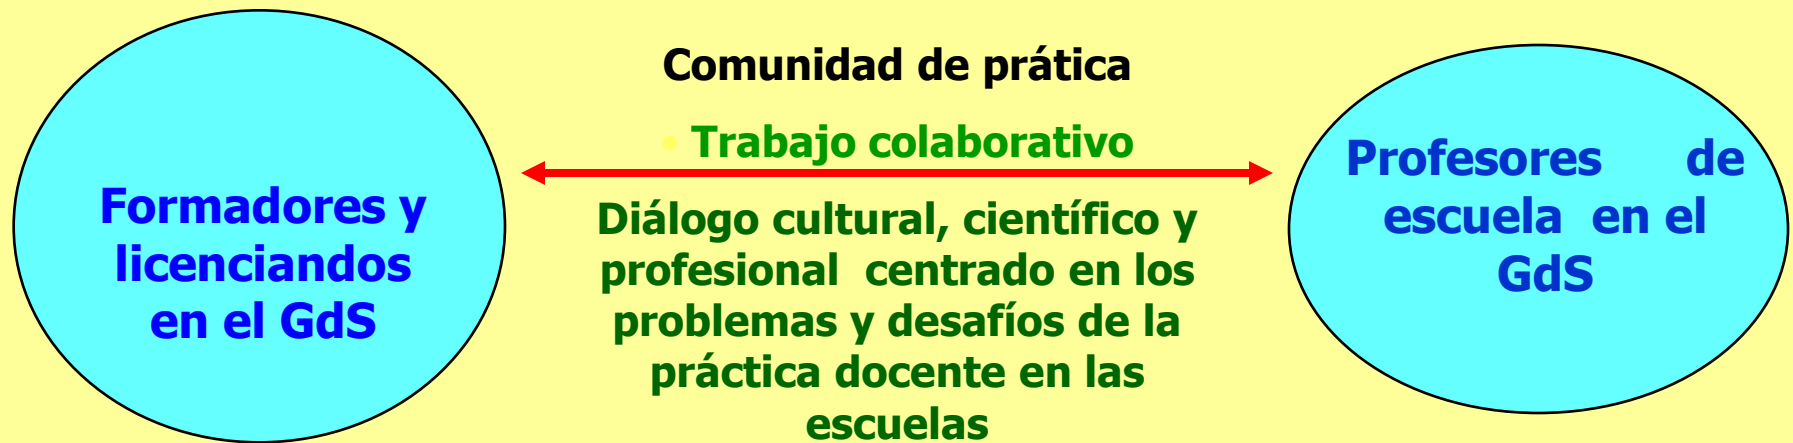 Formadores y
licenciandos
en el GdS
Comunidad de prática
• Trabajo colaborativo
Diálogo cultural, científico y
profesional centrado en los
problemas y desafíos de la
práctica docente en las
escuelas
Profesores de
escuela en el
GdS